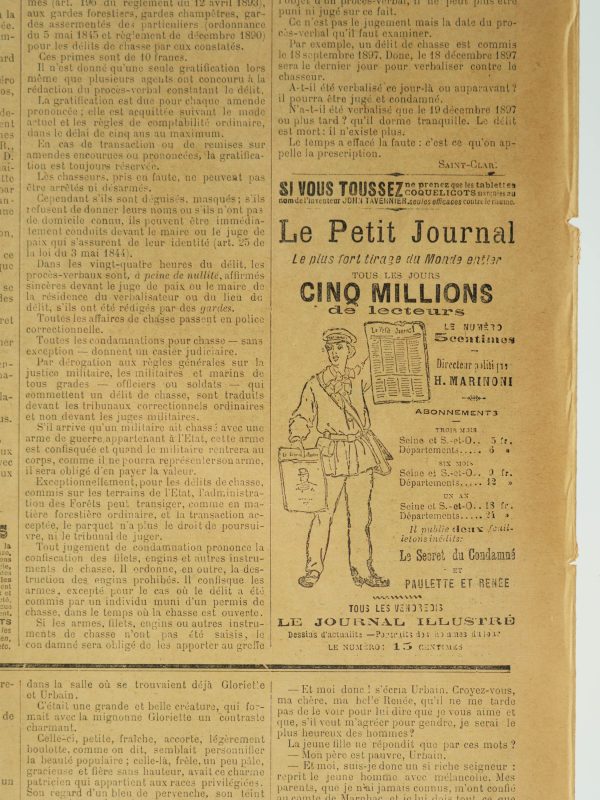 mes (art. 196 du règlement du 12 avril 1893),
aux gardes forestiers, gardes champêtres, gar-
des assermentés des particuliers (ordonnance
du 5 mai 1845 et règlement de décembre 1890)
pour les délits de chasse par eux constatés.
Ces primes sont de 10 francs.
Il n'est donné qu'une seule gratification lors
même que plusieurs agents ont concouru à la
rédaction du procès-verbal constatant le délit.
La gratification est due pour chaque amende
prononcée ; elle est acquittée suivant le mode
actuel et les règles de comptabilité ordinaire,
dans le délai de cinq ans au maximum.
En cas de transaction ou de remises sur
amendes encourues ou prononcées, la gratifica-
tion est toujours réservée.
Les chasseurs, pris en faute, ne peuvent pas
être arrêtés ni désarmés.
Cependant s'ils sont déguisés, masqués ; s'ils
refusent de donner leurs noms ou s'ils n'ont pas
de domicile connu, ils peuvent être immédia-
tement conduits devant le maire ou le juge de
paix qui s'assurent de leur identité (art. 25 de
la loi du 3 mai 1844).
Dans les vingt-quatre heures du délit, les
procès-verbaux sont, à peine de nullité, affirmés
sincères devant le juge de paix ou le maire de
la résidence du verbalisateur ou du lieu du
délit, s'ils ont été rédigés par des gardes.
Toutes les affaires de chasse passent en police
correctionnelle.
Toutes les condamnations pour chasse — sans
exception — donnent un casier judiciaire.
Par dérogation aux règles générales sur la
justice militaire, les militaires et marins de
tous grades — officiers ou soldats — qui
commettent un délit de chasse, sont traduits
devant les tribunaux correctionnels ordinaires
et non devant les juges militaires.
S'il arrive qu'un militaire ait chassé avec une
arme de guerre appartenant à l'Etat, cette arme
est confisquée et quand le militaire rentrera au
corps, comme il ne pourra représenter son arme,
il sera obligé d'en payer la valeur.
Exceptionnellement, pour les délits de chasse,
commis sur les terrains de l'Etat, l'administra-
tion des Forêts peut transiger, comme en ma-
tière forestière ordinaire, et la transaction ac-
ceptée, le parquet n'a plus le droit de poursui-
vre, ni le tribunal de juger.
Tout jugement de condamnation prononce la
confiscation des filets, engins et autres instru-
ments de chasse. Il ordonne, en outre, la des-
truction des engins prohibés. Il confisque les
armes, excepté pour le cas où le délit a été
commis par un individu muni d'un permis de
chasse, dans le temps où la chasse est ouverte.
Si les armes, filets, engins ou autres instru-
ments de chasse n'ont pas été saisis, le
condamné sera obligé de les apporter au greffe
puni ni jugé sur ce fait.
Ce n'est pas le jugement mais la date du pro-
cès-verbal qu'il faut examiner.
Par exemple, un délit de chasse est commis
le 18 septembre 1897. Donc, le 18 décembre 1897
sera le dernier jour pour verbaliser contre le
chasseur.
A-t-il été verbalisé ce jour-là ou auparavant ?
il pourra être jugé et condamné.
N'a-t-il été verbalisé que le 19 décembre 1897
ou plus tard ? qu'il dorme tranquille. Le délit
est mort : il n'existe plus.
Le temps a effacé la faute : c'est ce qu'on ap-
pelle la prescription.
SAINT-CLAR.
SI VOUS TOUSSEZ ne prenez que les tablettes
COQUELICOTS
nom de l'inventeur JOHN TAVERNIER, seules efficaces contre le rhume.
Le Petit Journal
Le plus fort tirage du Monde entier
TOUS LES JOURS
CINQ MILLIONS
de lecteurs
Le Petit Journal
LE NUMÉRO
5 centimes
Directeur politique
H. MARINONI
ABONNEMENTS
TROIS MOIS
Seine et S.-et-O.. 5 fr.
Départements..... 6 »
SIX MOIS
Seine et S.-et-O.. 9 fr.
Départements..... 12 »
UN AN
Seine et S.-et-O.. 18 fr.
Départements..... 24 »
Il publie deux feuil-
letons inédits:
Le Secret du Condamné
ET
PAULETTE ET RENÉE
TOUS LES VENDREDIS
LE JOURNAL ILLUSTRÉ
Dessins d'actualité — Portraits des hommes du jour
LE NUMÉRO: 15 CENTIMES
dans la salle où se trouvaient déjà Gloriette
et Urbain.
C'était une grande et belle créature, qui for-
mait avec la mignonne Gloriette un contraste
charmant.
Celle-ci, petite, fraîche, accorte, légèrement
boulotte, comme on dit, semblait personnifier
la beauté populaire ; celle-là, frêle, un peu pâle,
gracieuse et fière sans hauteur, avait ce charme
patricien qui appartient aux races privilégiées.
Son regard d'un bleu de pervenche, son teint
— Et moi donc ! s'écria Urbain. Croyez-vous,
ma chère, ma belle Renée, qu'il ne me tarde
pas de le voir pour lui dire que je vous aime et
que, s'il veut m'agréer pour gendre, je serai le
plus heureux des hommes ?
La jeune fille ne répondit que par ces mots ?
— Mon père est pauvre, Urbain.
— Et moi, suis-je donc un si riche seigneur :
reprit le jeune homme avec mélancolie. Mes
parents, que je n'ai jamais connus, m'ont confié